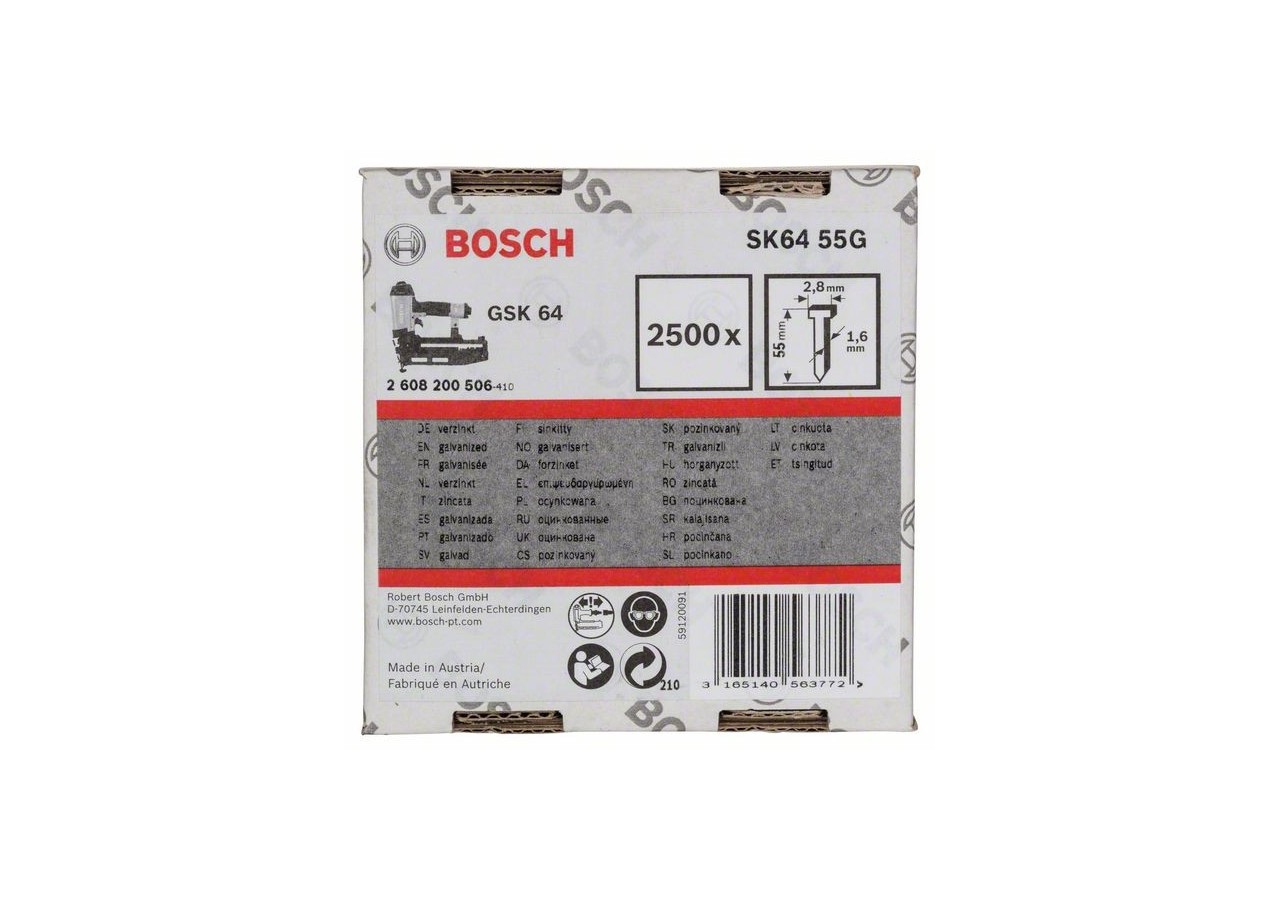 BOSCH
SK64 55G
GSK 64
2500 x
2,8 mm
55 mm
1,6 mm
2 608 200 506-410
DE verzinkt
EN galvanized
FR galvanisée
NL verzinkt
IT zincata
ES galvanizada
PT galvanizado
SV galvad
FI sinkitty
NO galvanisert
DA forzinket
EL επιψευδαργυρωμένη
PL ocynkowana
RU оцинкованные
UK оцинкована
CS pozinkovaný
SK pozinkovaný
TR galvanizli
HU horganyzott
RO zincată
BG поцинкована
SR kalajisana
HR pocinčana
SL pocinkano
LT cinkuota
LV cinkota
ET tsingitud
Robert Bosch GmbH
D-70745 Leinfelden-Echterdingen
www.bosch-pt.com
Made in Austria/
Fabriqué en Autriche
210
59120091
3 165140 563772 >